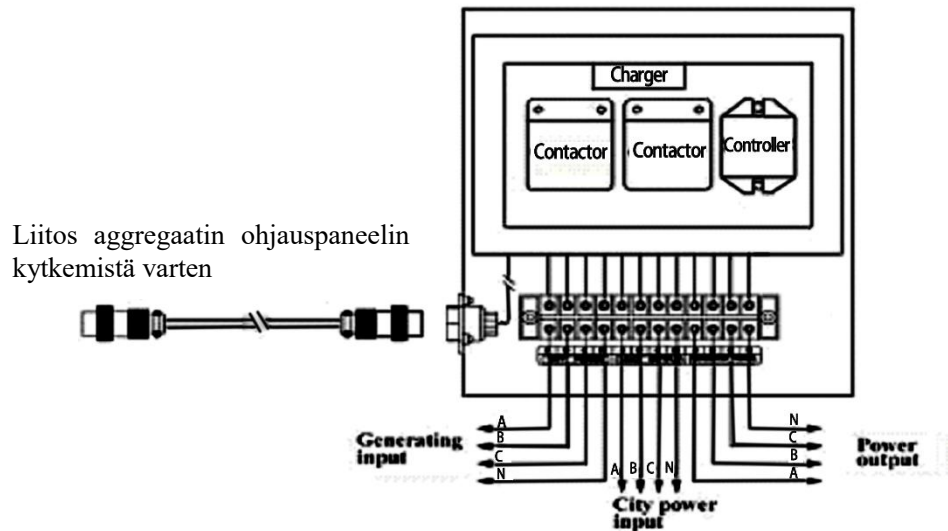 Charger
Contactor
Contactor
Controller
Liitos aggregaatin ohjauspaneelin
kytkemistä varten
A
B
C
N
Generating
input
A B C N
City power
input
N
C
B
A
Power
output